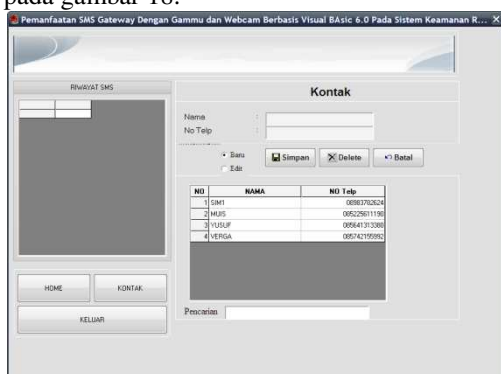 pada gambar 18.
Pemanfaatan SMS Gateway Dengan Gammu dan Webcam Berbasis Visual BAsic 6.0 Pada Sistem Keamanan R...
RIWAYAT SMS
Kontak
Nama :
No Telp :
Baru
Edit
Simpan
Delete
Batal
NO NAMA NO Telp
1 SIM1 08983782624
2 MUIS 085225611198
3 YUSUF 085641313388
4 VERGA 085742155992
HOME
KONTAK
KELUAR
Pencarian